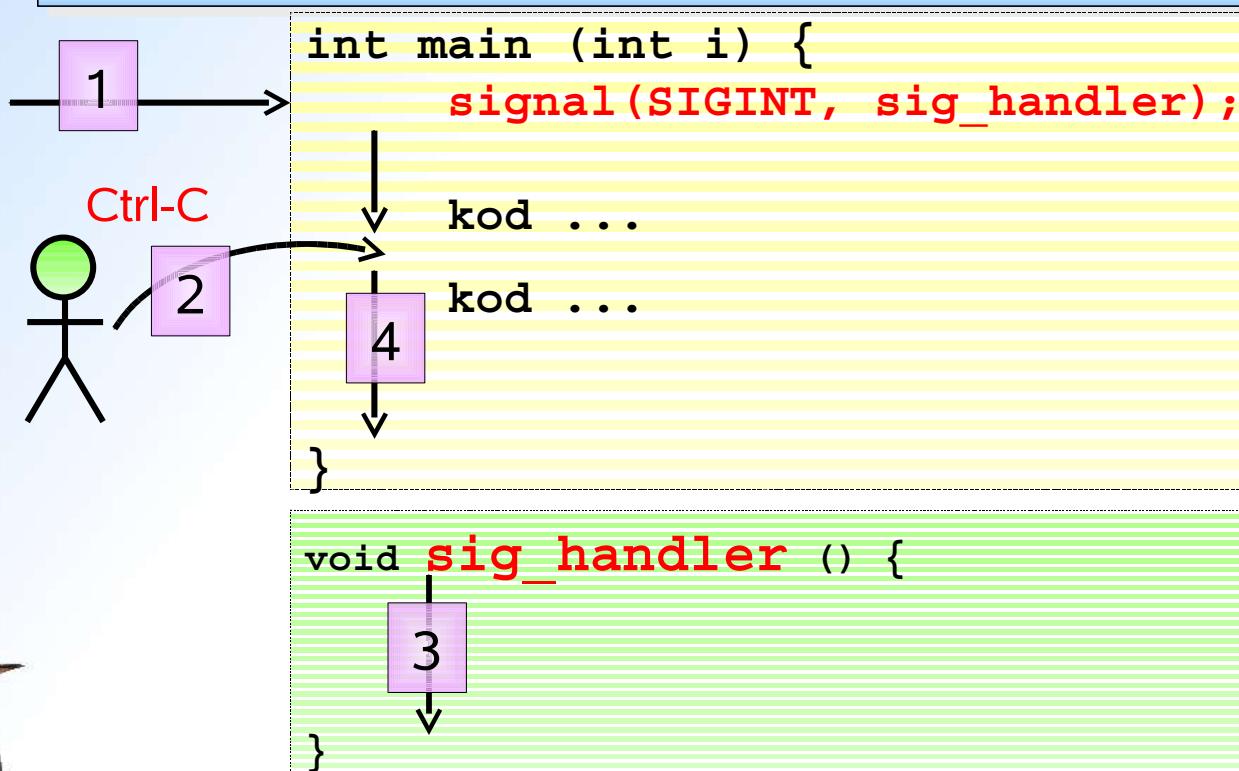 int main (int i) {
1
signal(SIGINT, sig_handler);
Ctrl-C
kod ...
2
kod ...
4
}
void sig_handler () {
3
}